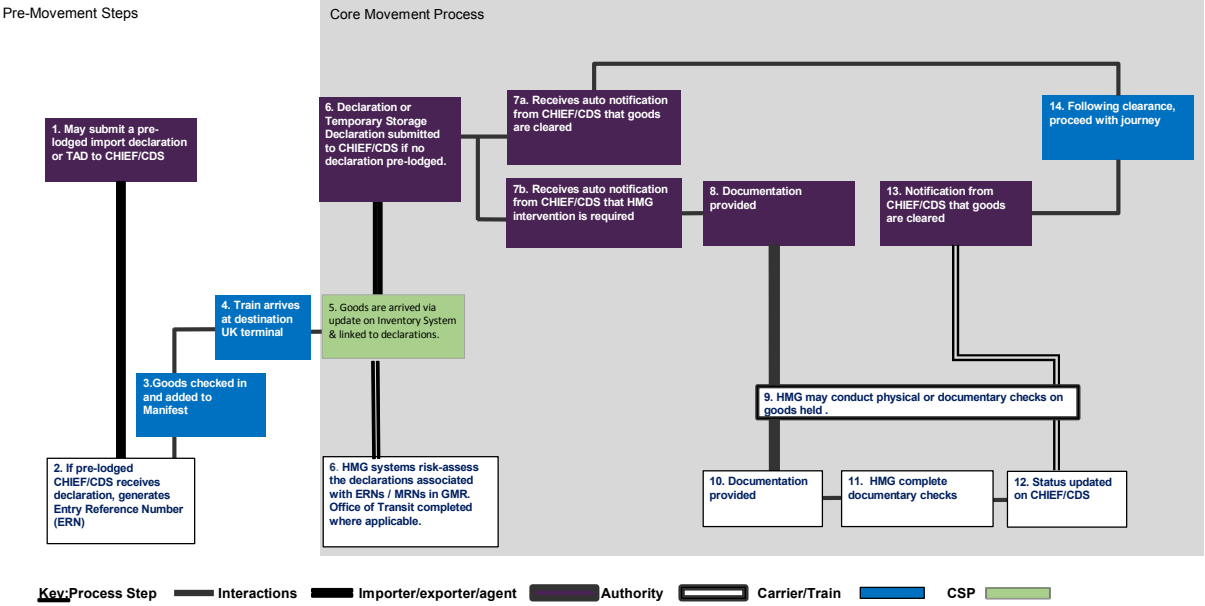 Pre-Movement Steps
Core Movement Process
1. May submit a pre-
lodged import declaration
or TAD to CHIEF/CDS
2. If pre-lodged
CHIEF/CDS receives
declaration, generates
Entry Reference Number
(ERN)
3.Goods checked in
and added to
Manifest
4. Train arrives
at destination
UK terminal
5. Goods are arrived via
update on Inventory System
& linked to declarations.
6. Declaration or
Temporary Storage
Declaration submitted
to CHIEF/CDS if no
declaration pre-lodged.
6. HMG systems risk-assess
the declarations associated
with ERNs / MRNs in GMR.
Office of Transit completed
where applicable.
7a. Receives auto notification
from CHIEF/CDS that goods
are cleared
7b. Receives auto notification
from CHIEF/CDS that HMG
intervention is required
8. Documentation
provided
9. HMG may conduct physical or documentary checks on
goods held .
10. Documentation
provided
11. HMG complete
documentary checks
12. Status updated
on CHIEF/CDS
13. Notification from
CHIEF/CDS that goods
are cleared
14. Following clearance,
proceed with journey
Key:Process Step Interactions Importer/exporter/agent Authority Carrier/Train CSP